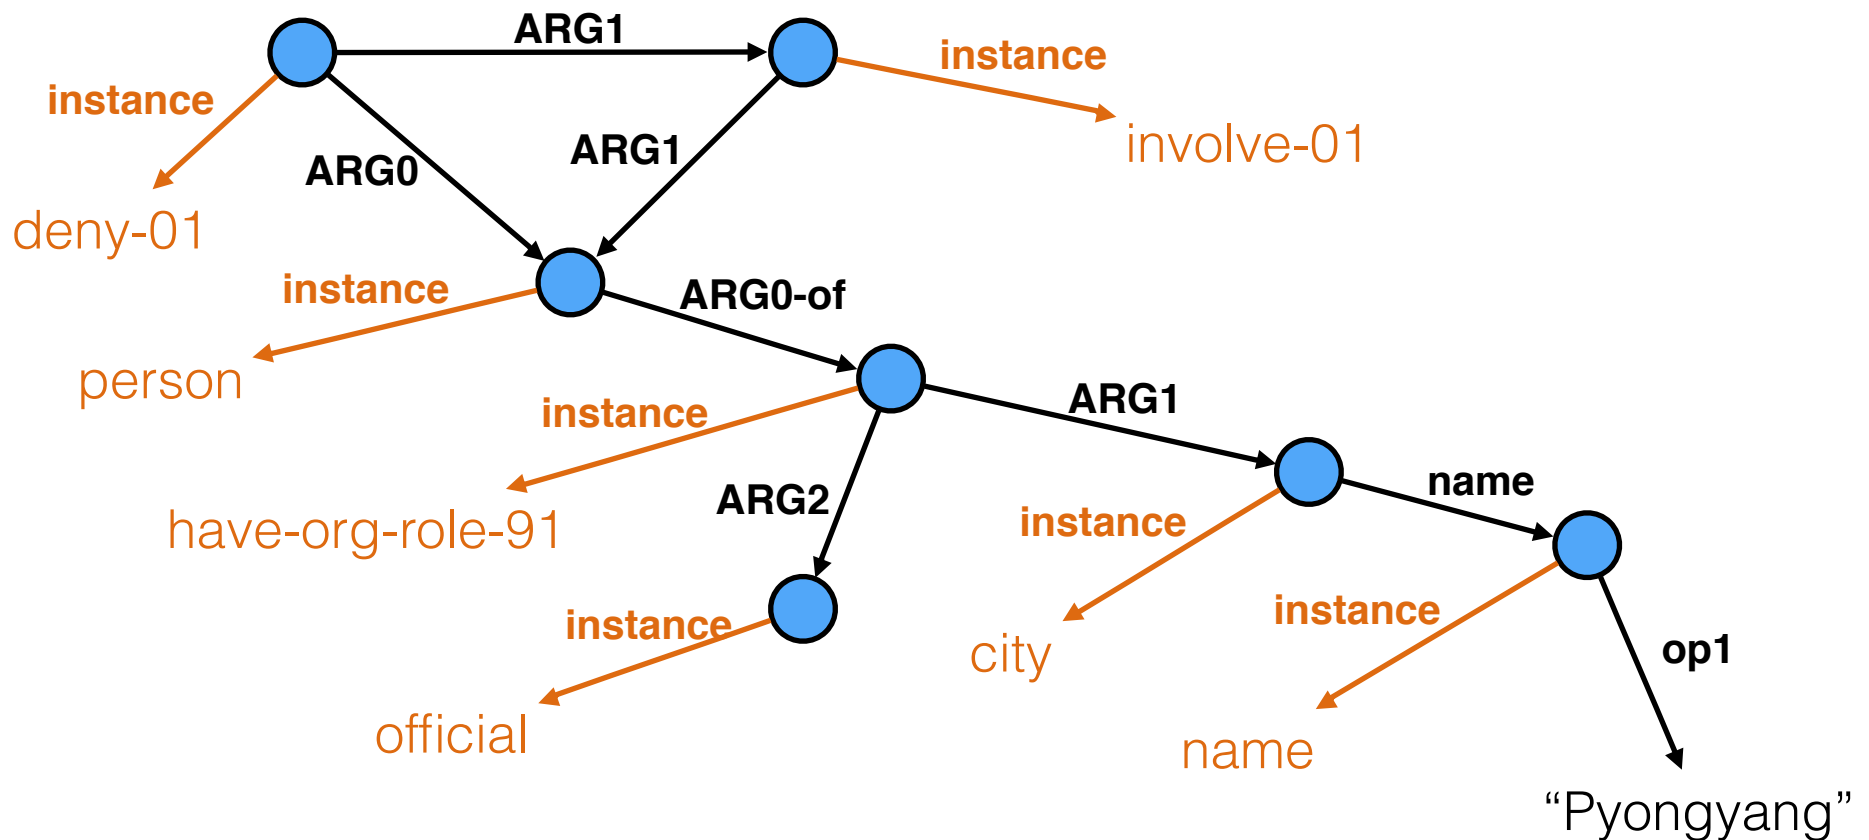 ARG1
instance
instance
involve-01
ARG1
ARG0
deny-01
instance
ARG0-of
person
instance
ARG1
ARG2
name
have-org-role-91
instance
instance
instance
city
op1
official
name
“Pyongyang”